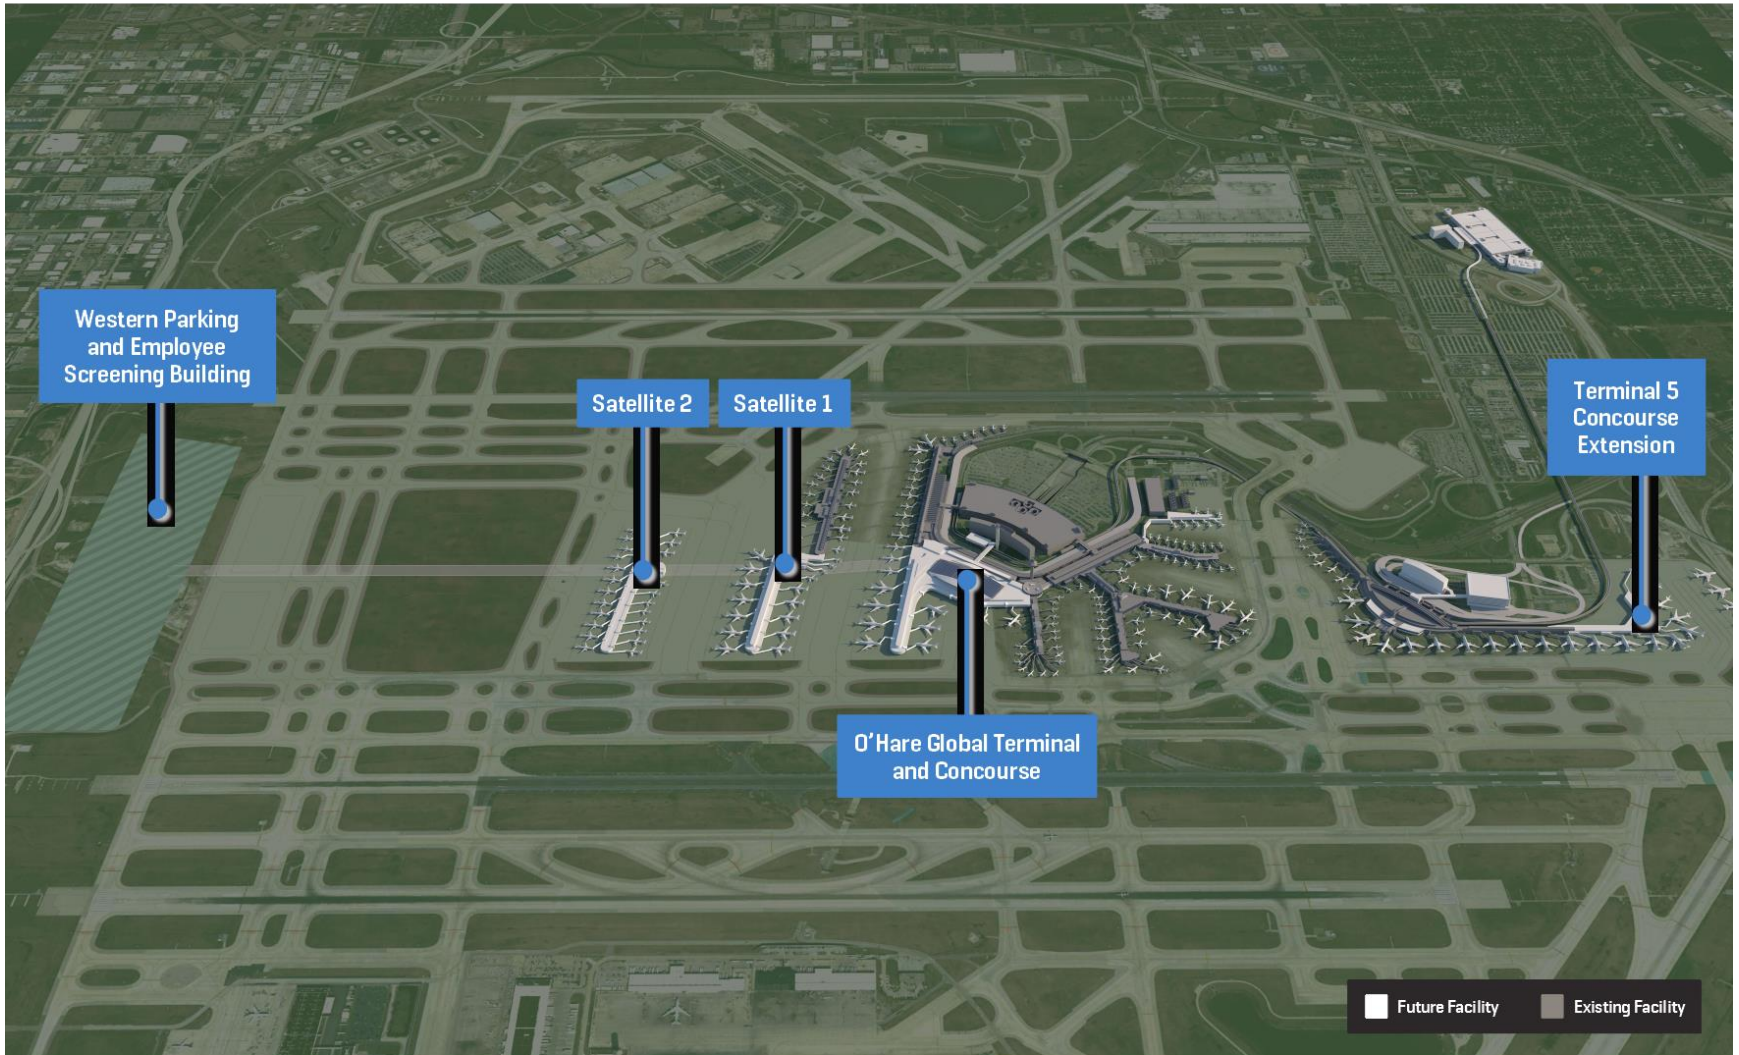 Western Parking
and Employee
Screening Building
Satellite 2
Satellite 1
Terminal 5
Concourse
Extension
O'Hare Global Terminal
and Concourse
Future Facility
Existing Facility